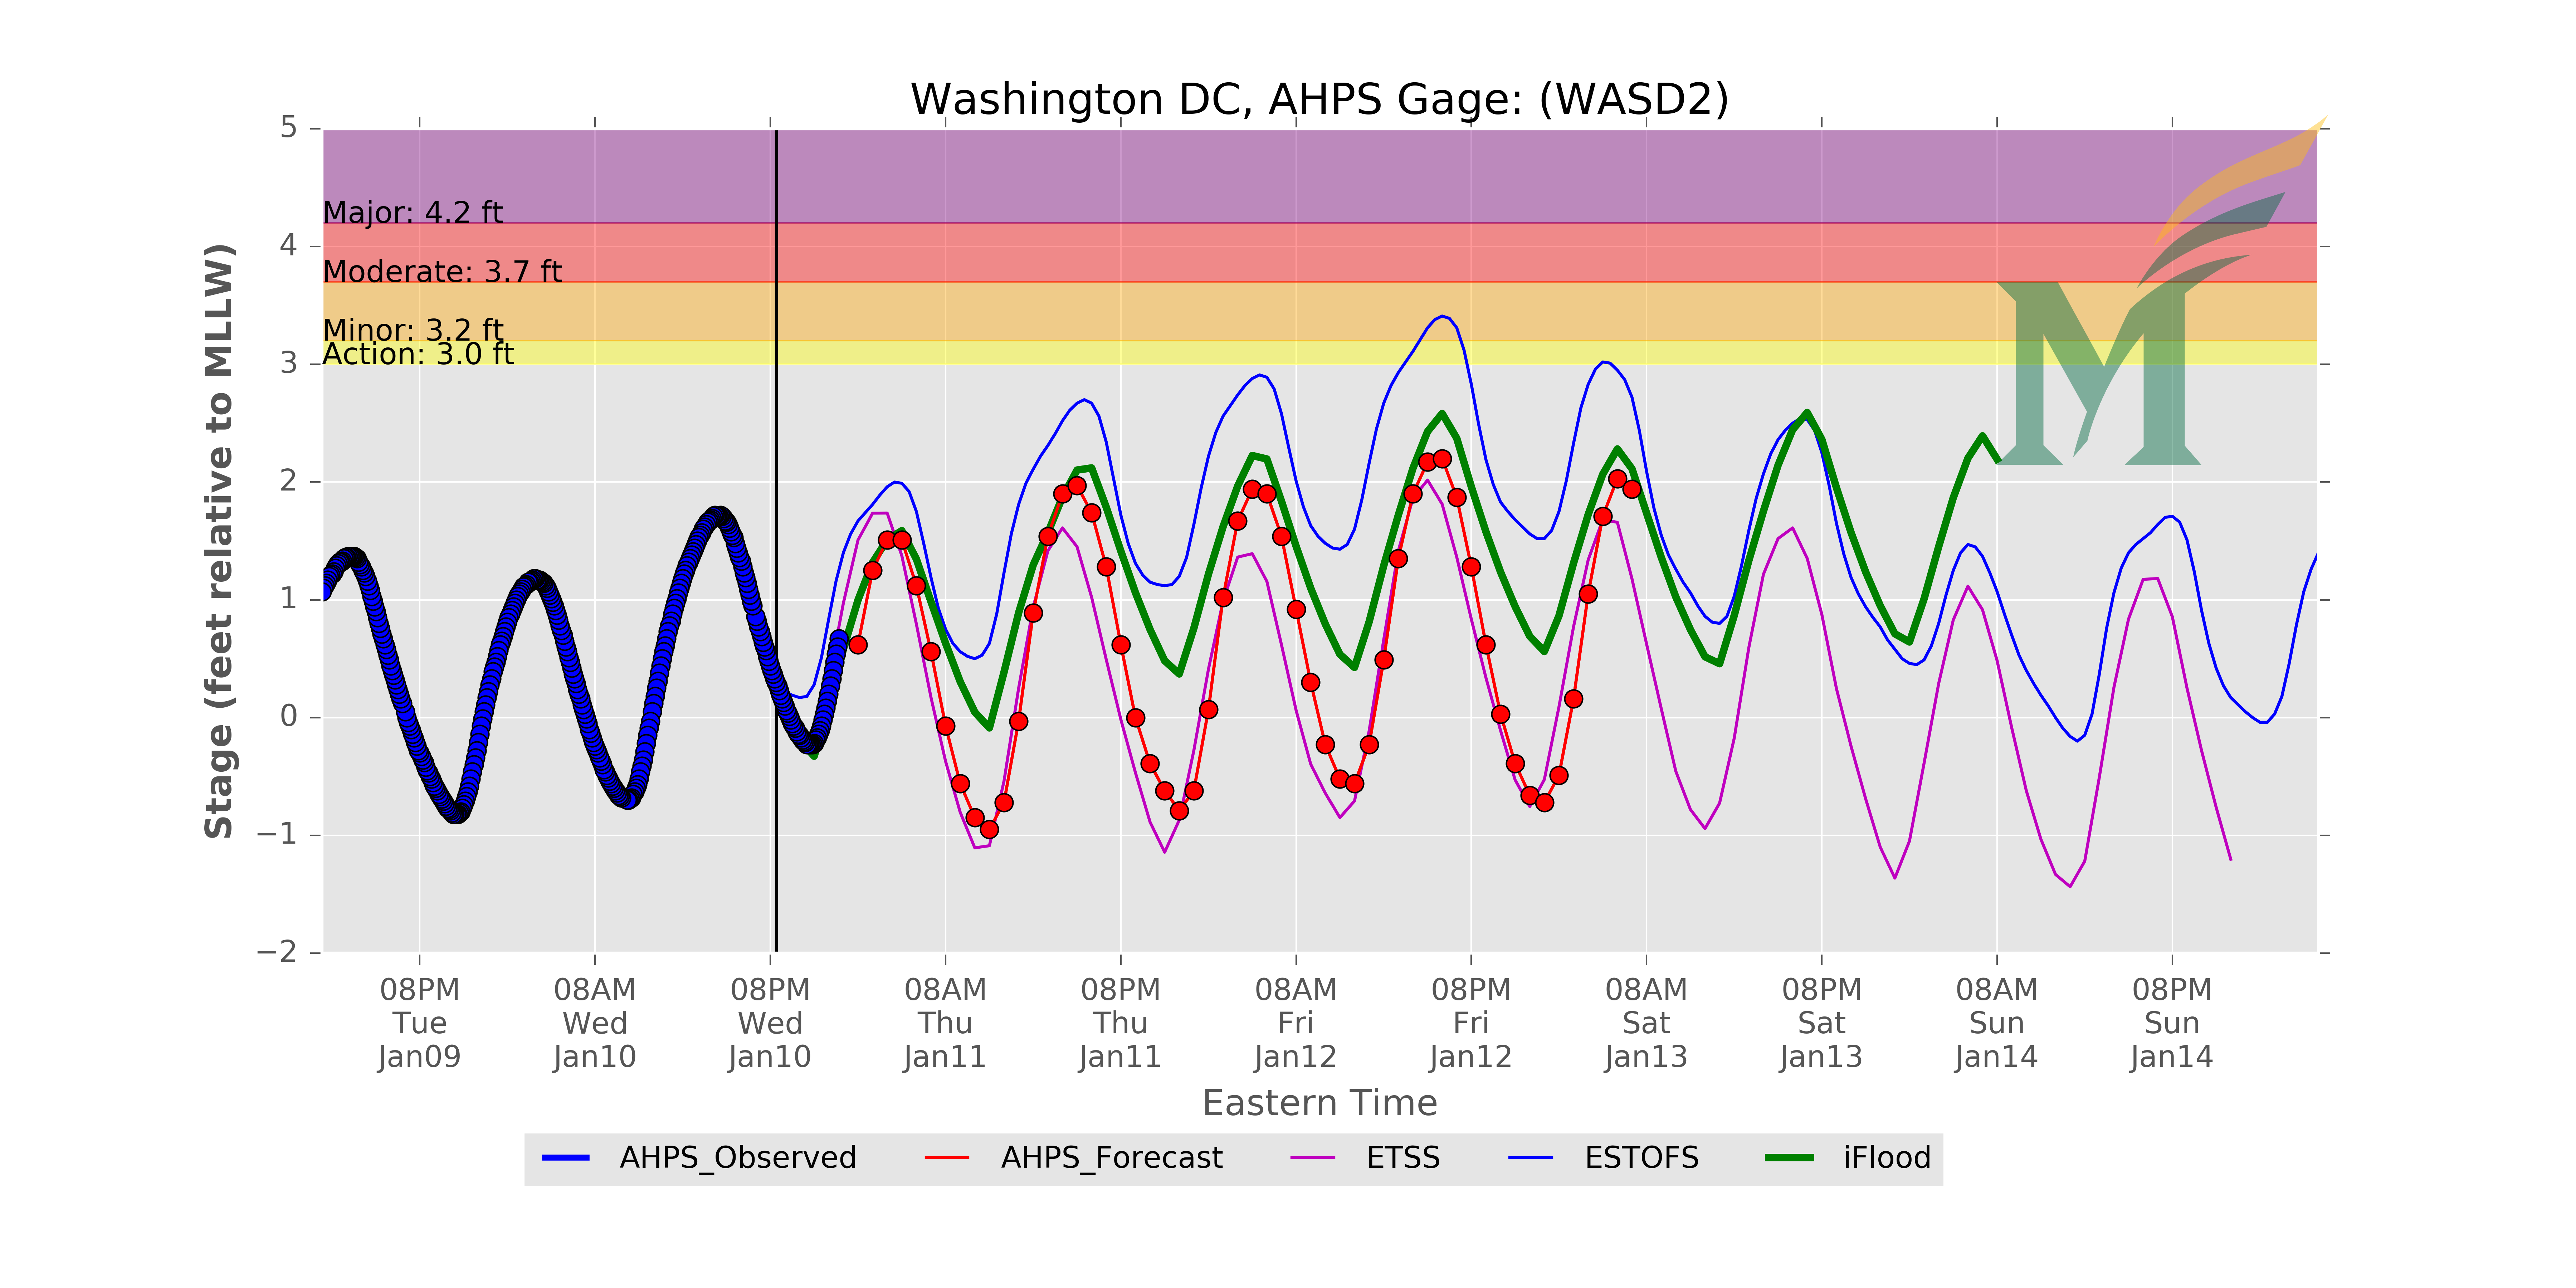 Washington DC, AHPS Gage: (WASD2)
Stage (feet relative to MLLW)
5
4
3
2
1
0
−1
−2
Major: 4.2 ft
Moderate: 3.7 ft
Minor: 3.2 ft
Action: 3.0 ft
M
08PM 08AM 08PM 08AM 08PM 08AM 08PM 08AM 08PM 08AM 08PM
Tue Wed Wed Thu Thu Fri Fri Sat Sat Sun Sun
Jan09 Jan10 Jan10 Jan11 Jan11 Jan12 Jan12 Jan13 Jan13 Jan14 Jan14
Eastern Time
AHPS_Observed AHPS_Forecast ETSS ESTOFS iFlood